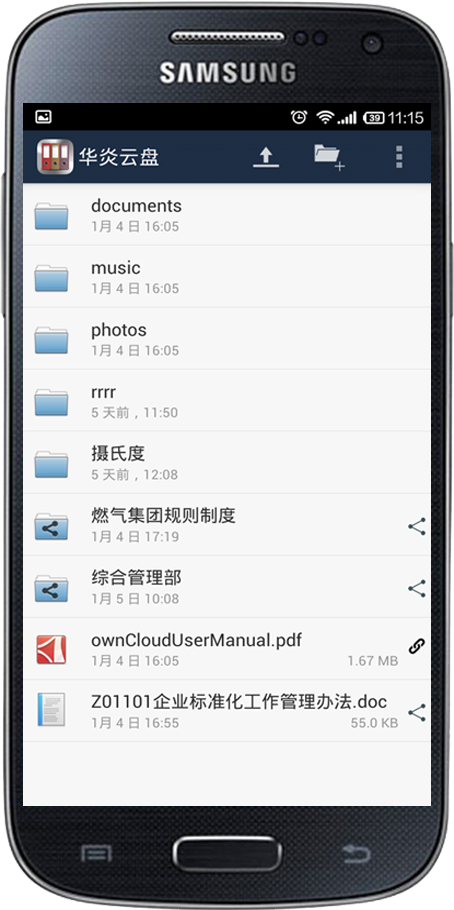 SAMSUNG
39 11:15
华炎云盘
documents
1月 4 日 16:05
music
1月 4 日 16:05
photos
1月 4 日 16:05
rrrr
5 天前，11:50
摄氏度
5 天前，12:08
燃气集团规则制度
1月 4 日 17:19
综合管理部
1月 5 日 10:08
ownCloudUserManual.pdf
1月 4 日 16:05 1.67 MB
Z01101企业标准化工作管理办法.doc
1月 4 日 16:55 55.0 KB